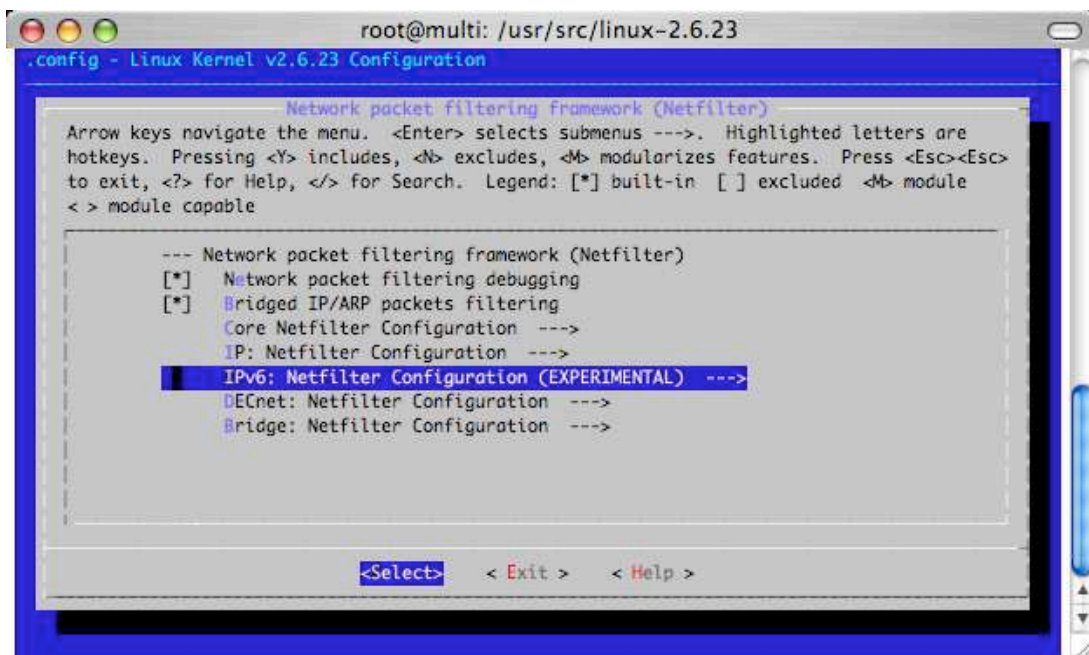 root@multi: /usr/src/linux-2.6.23
.config - Linux Kernel v2.6.23 Configuration
Network packet filtering framework (Netfilter)
Arrow keys navigate the menu.  <Enter> selects submenus --->.  Highlighted letters are
hotkeys.  Pressing <Y> includes, <N> excludes, <M> modularizes features.  Press <Esc><Esc>
to exit, <?> for Help, </> for Search.  Legend: [*] built-in  [ ] excluded  <M> module
< > module capable
--- Network packet filtering framework (Netfilter)
[*]   Network packet filtering debugging
[*]   Bridged IP/ARP packets filtering
Core Netfilter Configuration  --->
IP: Netfilter Configuration  --->
IPv6: Netfilter Configuration (EXPERIMENTAL)  --->
DECnet: Netfilter Configuration  --->
Bridge: Netfilter Configuration  --->
<Select>    < Exit >    < Help >